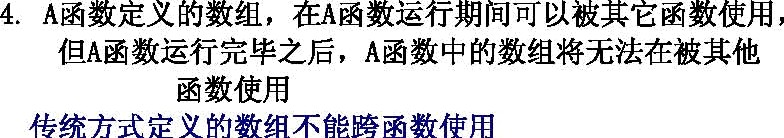 4. A函数定义的数组，在A函数运行期间可以被其它函数使用，
但A函数运行完毕之后，A函数中的数组将无法在被其他
函数使用
传统方式定义的数组不能跨函数使用